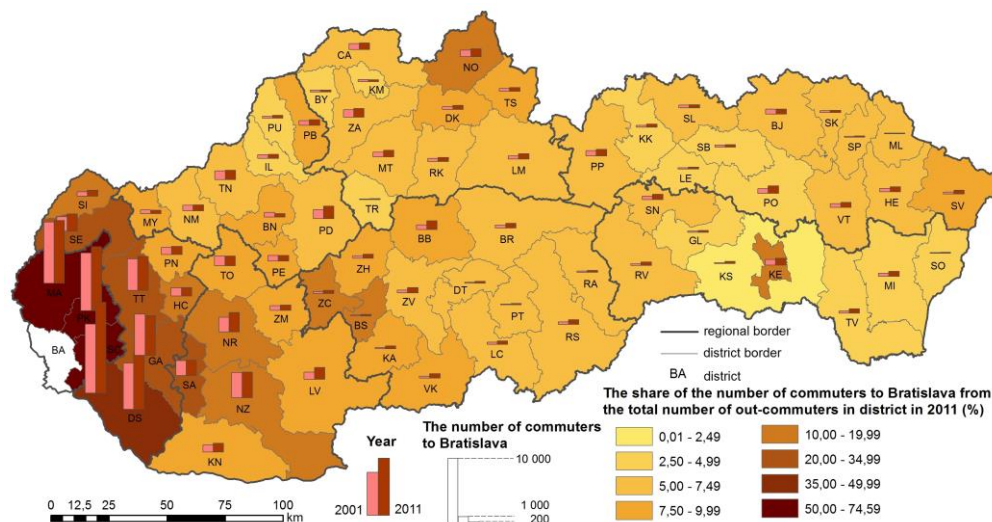 CA
NO
KM
BY
TS
DK
ZA
PU
PB
SL
BJ
SK
KK
SP
ML
SB
IL
MT
RK
LM
PP
LE
TN
PO
HE
SV
VT
SI
MY
NM
TR
SN
BN
PD
BB
BR
GL
SE
PN
TO
PE
ZH
RV
KS
KE
SO
MA
TT
HC
ZC
ZV
DT
RA
MI
ZM
BS
PT
TV
NR
BA
GA
KA
RS
LC
SA
LV
VK
NZ
DS
KN
regional border
district border
BA district
The number of commuters
to Bratislava
Year
2001 2011
10 000
1 000
200
The share of the number of commuters to Bratislava from
the total number of out-commuters in district in 2011 (%)
0,01 - 2,49
2,50 - 4,99
5,00 - 7,49
7,50 - 9,99
10,00 - 19,99
20,00 - 34,99
35,00 - 49,99
50,00 - 74,59
0 12,5 25 50 75 100
km